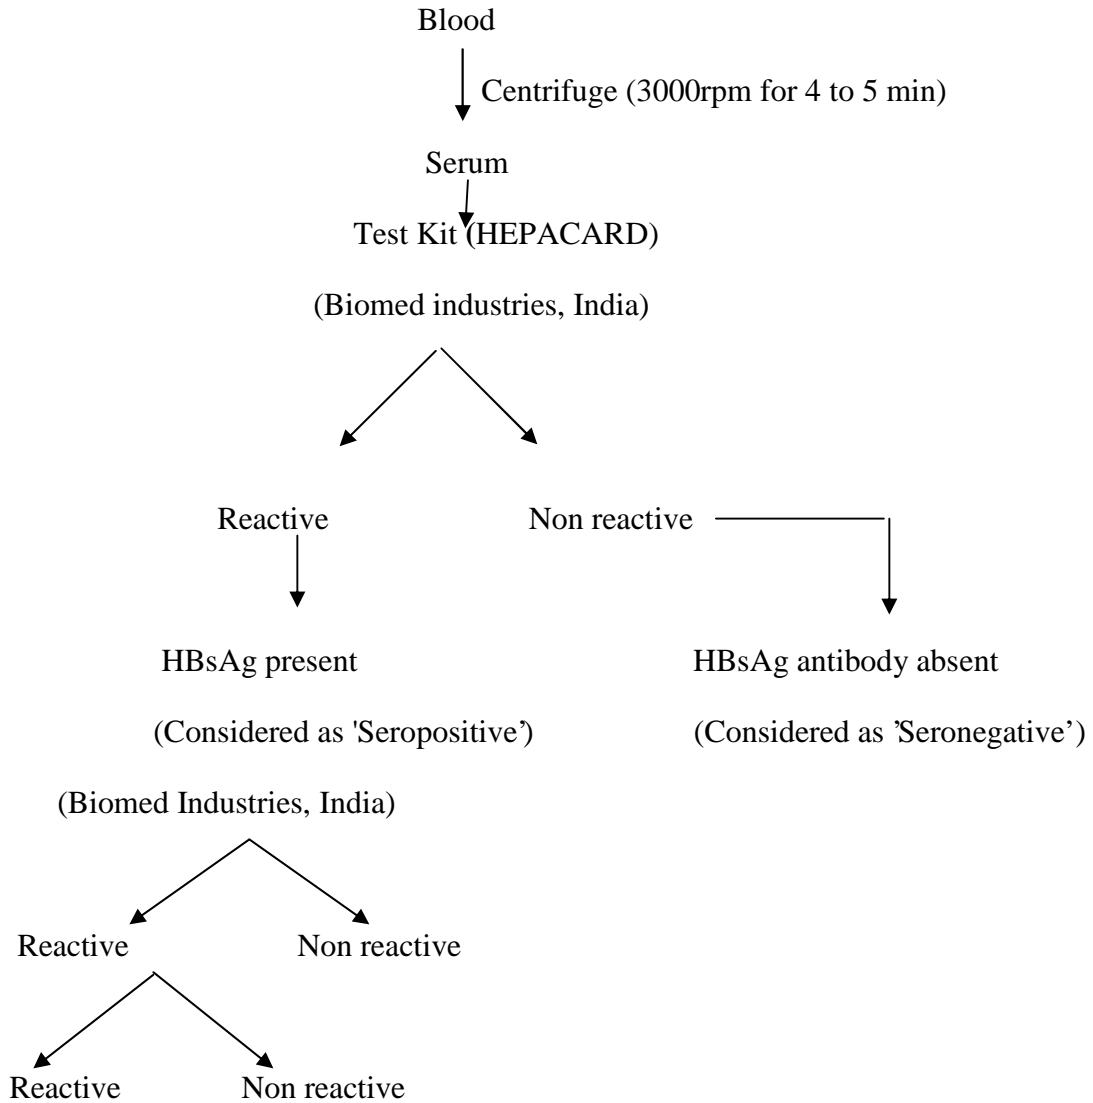 Blood
Centrifuge (3000rpm for 4 to 5 min)
Serum
Test Kit (HEPACARD)
(Biomed industries, India)
Reactive
Non reactive
HBsAg present
HBsAg antibody absent
(Considered as 'Seropositive’)
(Considered as ’Seronegative’)
(Biomed Industries, India)
Reactive
Non reactive
Reactive
Non reactive